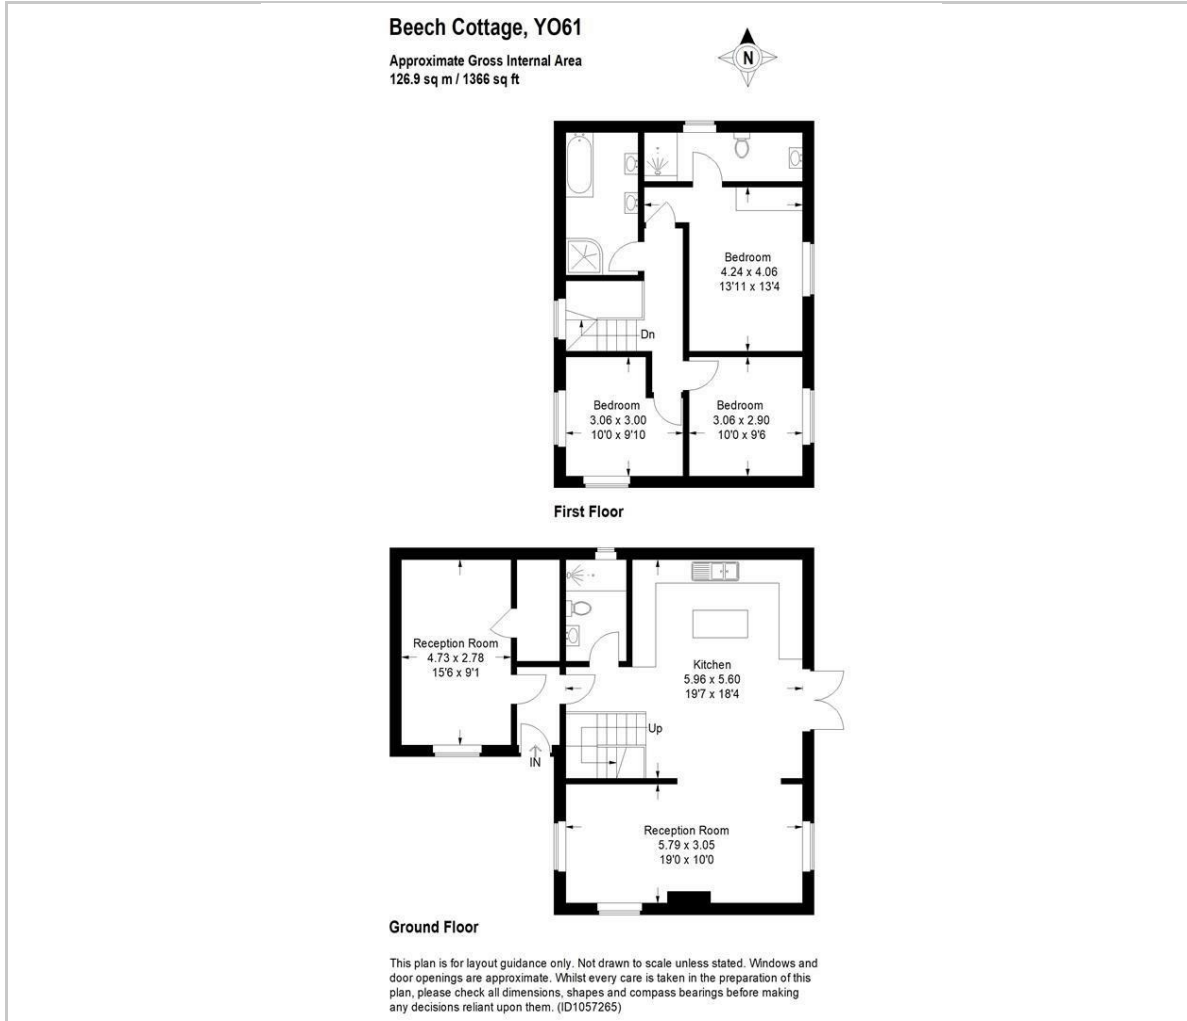 Beech Cottage, YO61
Approximate Gross Internal Area
126.9 sq m / 1366 sq ft
N
Bedroom
4.24 x 4.06
13'11 x 13'4
Dn
Bedroom
3.06 x 3.00
10'0 x 9'10
Bedroom
3.06 x 2.90
10'0 x 9'6
First Floor
Reception Room
4.73 x 2.78
15'6 x 9'1
Kitchen
5.96 x 5.60
19'7 x 18'4
Up
IN
Reception Room
5.79 x 3.05
19'0 x 10'0
Ground Floor
This plan is for layout guidance only. Not drawn to scale unless stated. Windows and
door openings are approximate. Whilst every care is taken in the preparation of this
plan, please check all dimensions, shapes and compass bearings before making
any decisions reliant upon them. (ID1057265)